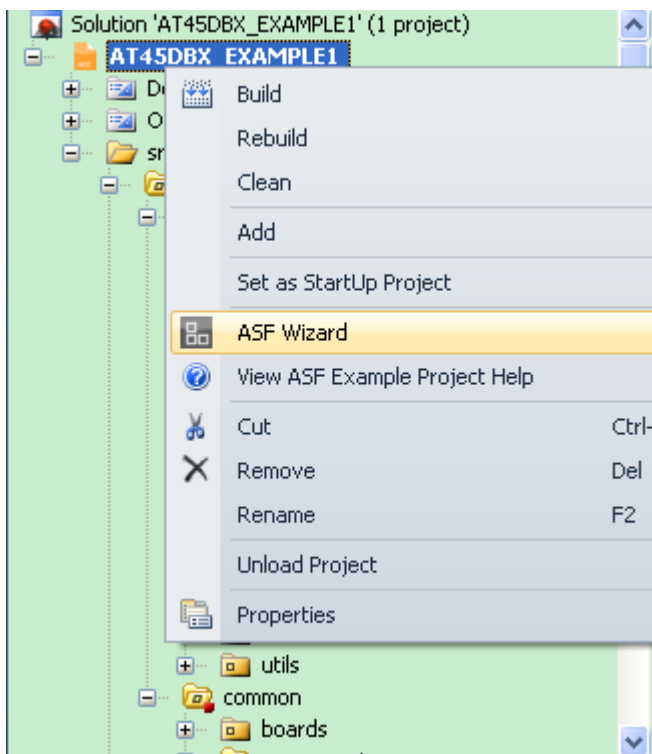 Solution 'AT45DBX_EXAMPLE1' (1 project)
AT45DBX_EXAMPLE1
Build
Rebuild
Clean
Add
Set as StartUp Project
ASF Wizard
View ASF Example Project Help
Cut Ctrl-
Remove Del
Rename F2
Unload Project
Properties
utils
common
boards